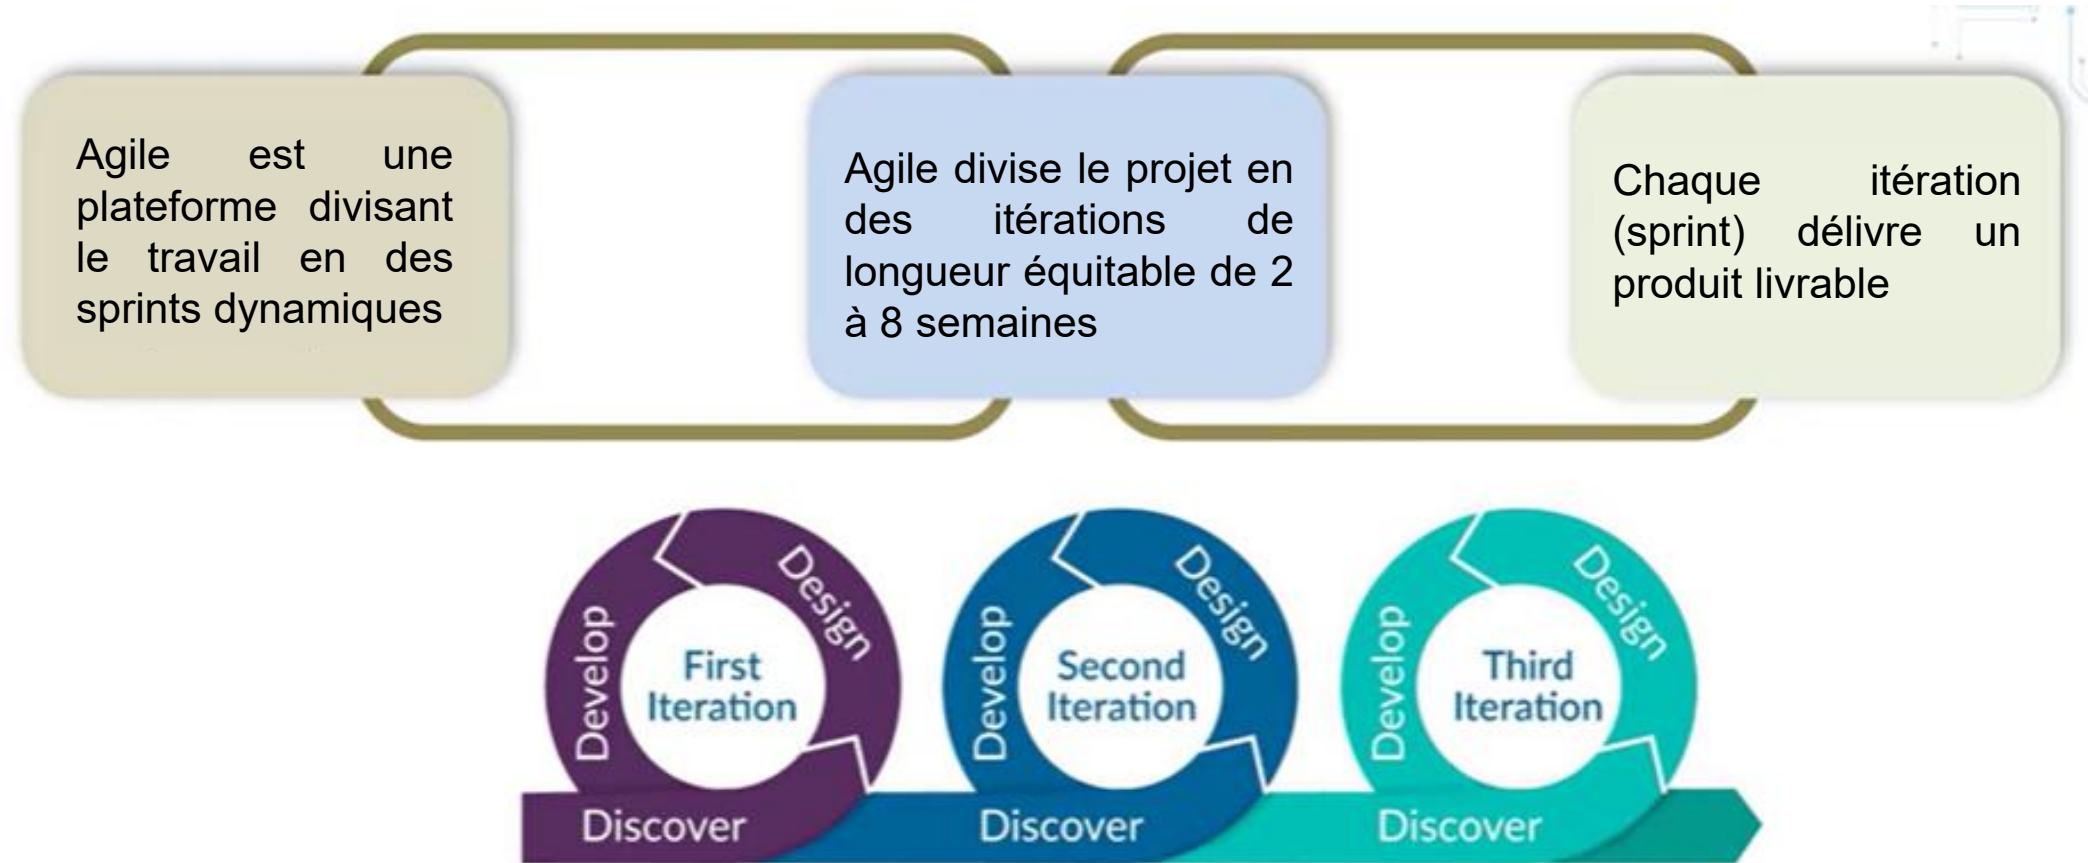 Agile est une
plateforme divisant
le travail en des
sprints dynamiques
Agile divise le projet en
des itérations de
longueur équitable de 2
à 8 semaines
Chaque itération
(sprint) délivre un
produit livrable
Develop
Design
First
Iteration
Discover
Develop
Design
Second
Iteration
Discover
Develop
Design
Third
Iteration
Discover